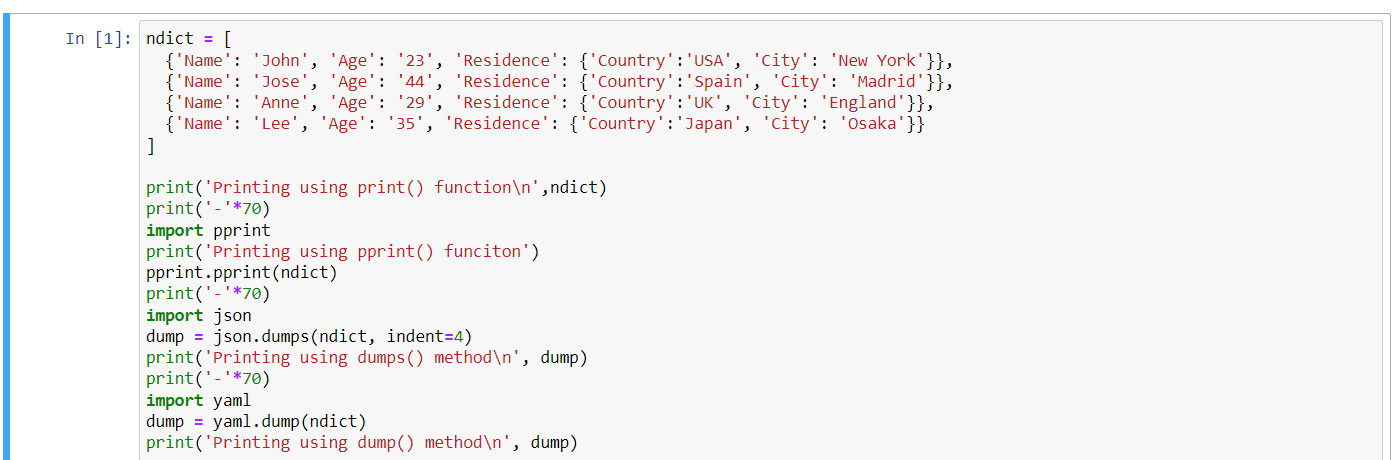 In [1]: ndict = [
  {'Name': 'John', 'Age': '23', 'Residence': {'Country':'USA', 'City': 'New York'}},
  {'Name': 'Jose', 'Age': '44', 'Residence': {'Country':'Spain', 'City': 'Madrid'}},
  {'Name': 'Anne', 'Age': '29', 'Residence': {'Country':'UK', 'City': 'England'}},
  {'Name': 'Lee', 'Age': '35', 'Residence': {'Country':'Japan', 'City': 'Osaka'}}
]
print('Printing using print() function\n',ndict)
print('-'*70)
import pprint
print('Printing using pprint() funciton')
pprint.pprint(ndict)
print('-'*70)
import json
dump = json.dumps(ndict, indent=4)
print('Printing using dumps() method\n', dump)
print('-'*70)
import yaml
dump = yaml.dump(ndict)
print('Printing using dump() method\n', dump)